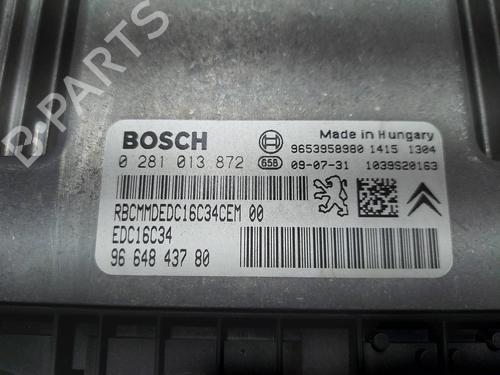 B-PARTS
BOSCH
Made in Hungary
9653958980 1415 1304
0 281 013 872 658 09-07-31 1039S20163
RBCMMDEDC16C34CEM 00
EDC16C34
96 648 437 80